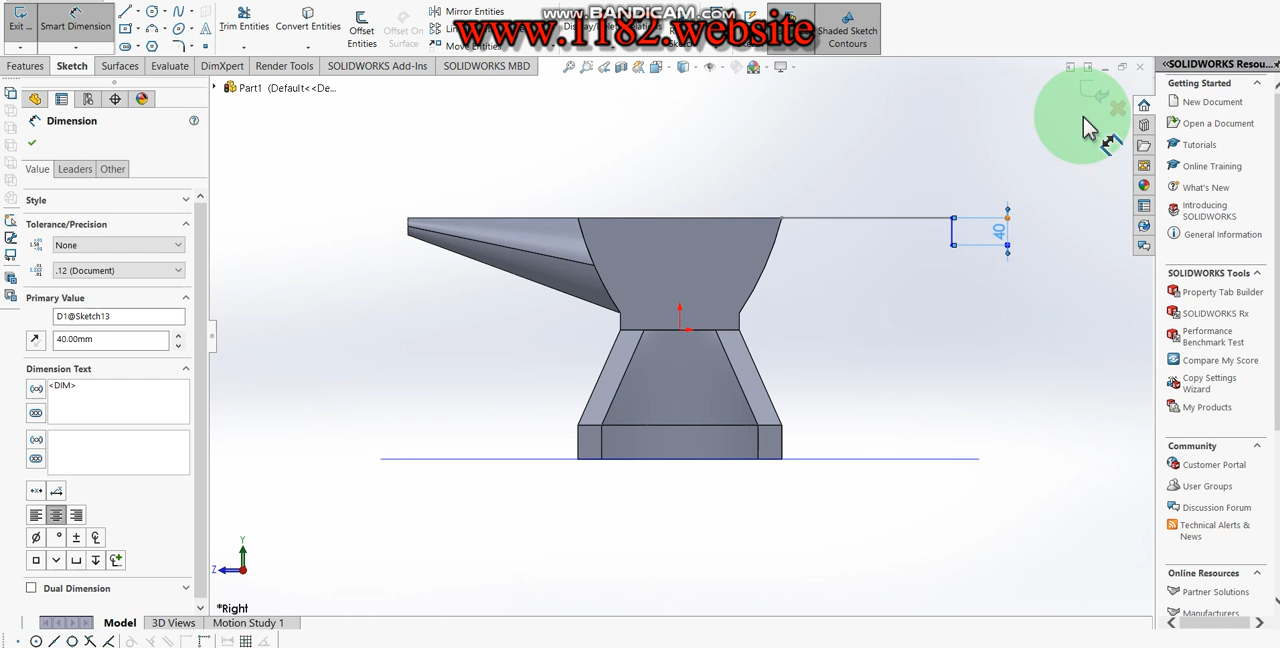 www.BANDICAM.com
www.1182.website
Exit ...
Smart Dimension
Trim Entities
Convert Entities
Offset
Entities
Offset On
Surface
Mirror Entities
Move Entities
Shaded Sketch
Contours
Features
Sketch
Surfaces
Evaluate
DimXpert
Render Tools
SOLIDWORKS Add-Ins
SOLIDWORKS MBD
Part1 (Default<<De...
Dimension
Value
Leaders
Other
Style
Tolerance/Precision
None
.12 (Document)
Primary Value
D1@Sketch13
40.00mm
Dimension Text
<DIM>
Dual Dimension
40
Y
Z
*Right
Model
3D Views
Motion Study 1
SOLIDWORKS Resou...
Getting Started
New Document
Open a Document
Tutorials
Online Training
What's New
Introducing
SOLIDWORKS
General Information
SOLIDWORKS Tools
Property Tab Builder
SOLIDWORKS Rx
Performance
Benchmark Test
Compare My Score
Copy Settings
Wizard
My Products
Community
Customer Portal
User Groups
Discussion Forum
Technical Alerts &
News
Online Resources
Partner Solutions
Manufacturers